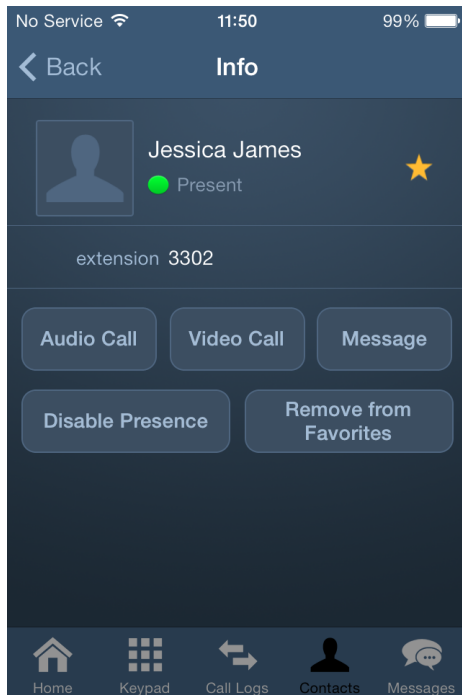 No Service 11:50 99%
Back Info
Jessica James
Present
extension 3302
Audio Call Video Call Message
Disable Presence Remove from
Favorites
Home Keypad Call Logs Contacts Messages